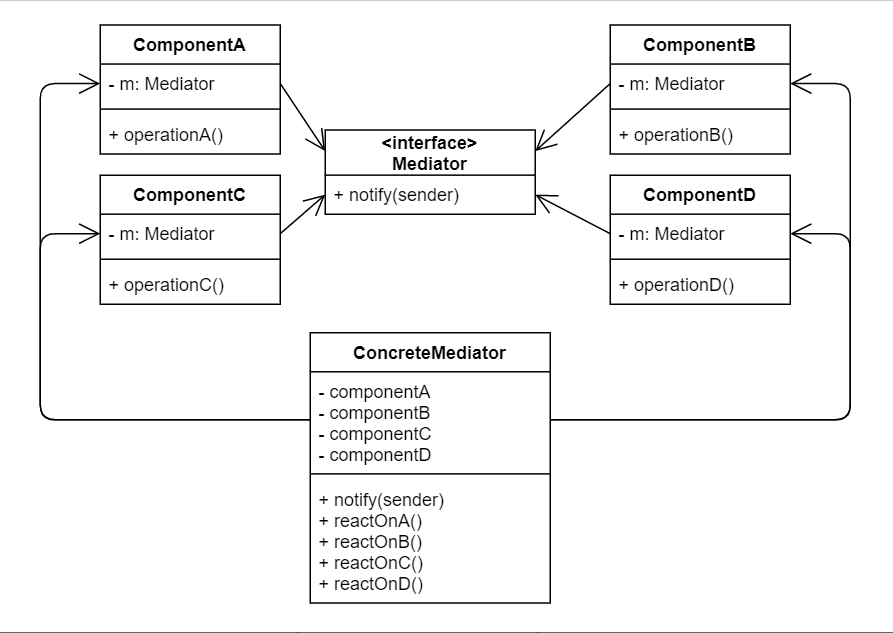 ComponentA
- m: Mediator
+ operationA()
ComponentB
- m: Mediator
+ operationB()
<interface>
Mediator
+ notify(sender)
ComponentC
- m: Mediator
+ operationC()
ComponentD
- m: Mediator
+ operationD()
ConcreteMediator
- componentA
- componentB
- componentC
- componentD
+ notify(sender)
+ reactOnA()
+ reactOnB()
+ reactOnC()
+ reactOnD()